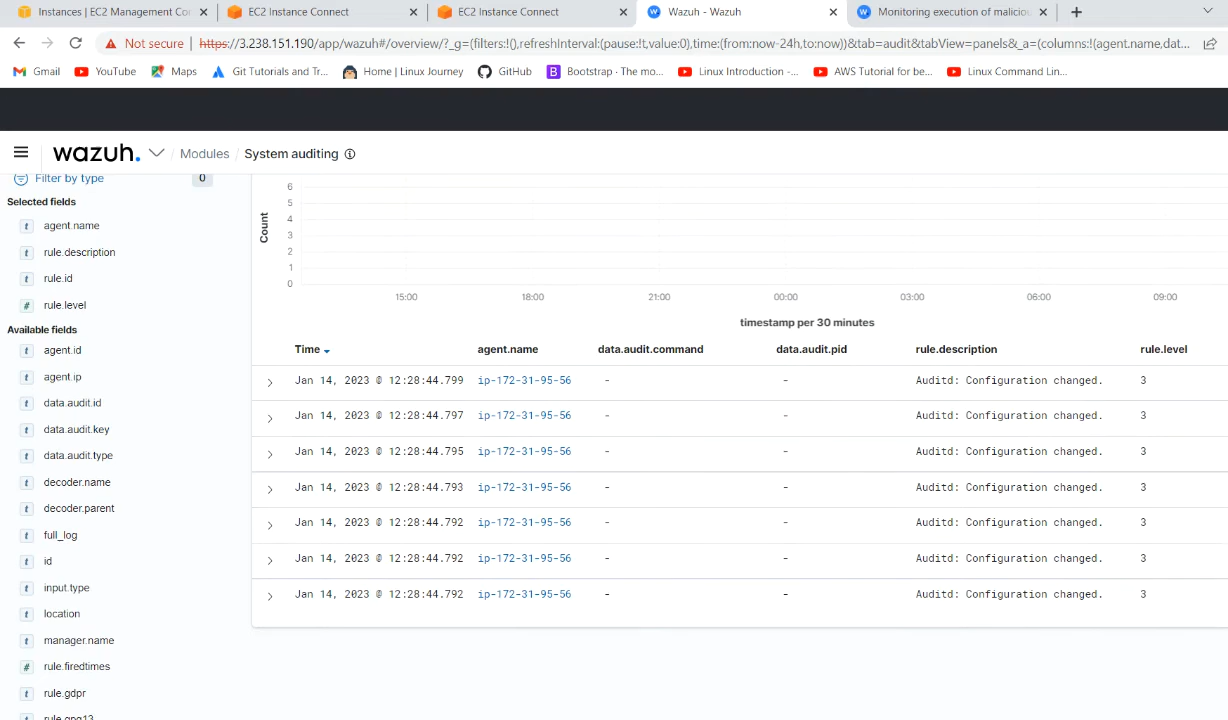 Instances | EC2 Management Con
EC2 Instance Connect
EC2 Instance Connect
Wazuh - Wazuh
Monitoring execution of maliciou
Not secure | https://3.238.151.190/app/wazuh#/overview/?_g=(filters:!(),refreshInterval:(pause:!t,value:0),time:(from:now-24h,to:now))&tab=audit&tabView=panels&_a=(columns:!(agent.name,dat...
Gmail YouTube Maps Git Tutorials and Tr... Home | Linux Journey GitHub Bootstrap · The mo... Linux Introduction -... AWS Tutorial for be... Linux Command Lin...
wazuh. / Modules / System auditing
Filter by type 0
Selected fields
t agent.name
t rule.description
t rule.id
# rule.level
Available fields
t agent.id
t agent.ip
t data.audit.id
t data.audit.key
t data.audit.type
t decoder.name
t decoder.parent
t full_log
t id
t input.type
t location
t manager.name
# rule.firedtimes
t rule.gdpr
t rule.gpg13
Count
6
5
4
3
2
1
0
15:00 18:00 21:00 00:00 03:00 06:00 09:00
timestamp per 30 minutes
Time agent.name data.audit.command data.audit.pid rule.description rule.level
Jan 14, 2023 @ 12:28:44.799 ip-172-31-95-56 - - Auditd: Configuration changed. 3
Jan 14, 2023 @ 12:28:44.797 ip-172-31-95-56 - - Auditd: Configuration changed. 3
Jan 14, 2023 @ 12:28:44.795 ip-172-31-95-56 - - Auditd: Configuration changed. 3
Jan 14, 2023 @ 12:28:44.793 ip-172-31-95-56 - - Auditd: Configuration changed. 3
Jan 14, 2023 @ 12:28:44.792 ip-172-31-95-56 - - Auditd: Configuration changed. 3
Jan 14, 2023 @ 12:28:44.792 ip-172-31-95-56 - - Auditd: Configuration changed. 3
Jan 14, 2023 @ 12:28:44.792 ip-172-31-95-56 - - Auditd: Configuration changed. 3